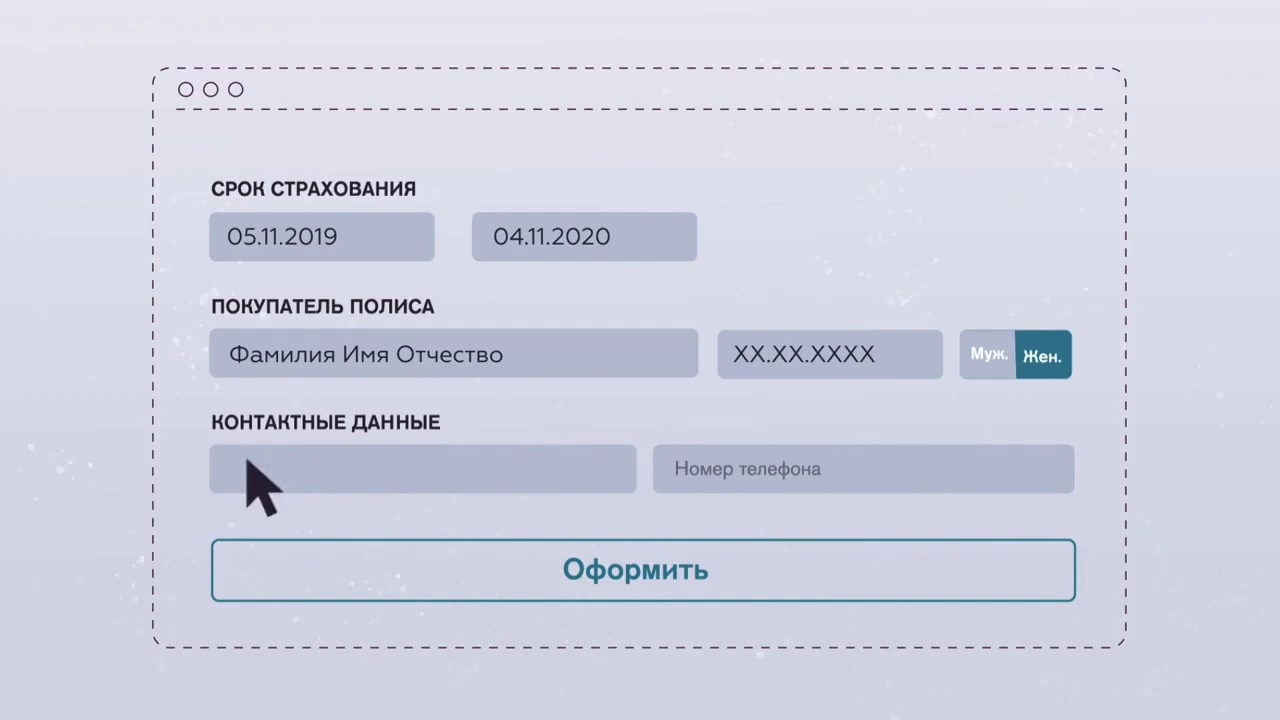 СРОК СТРАХОВАНИЯ
05.11.2019 04.11.2020
ПОКУПАТЕЛЬ ПОЛИСА
Фамилия Имя Отчество XX.XX.XXXX Муж. Жен.
КОНТАКТНЫЕ ДАННЫЕ
Номер телефона
Оформить